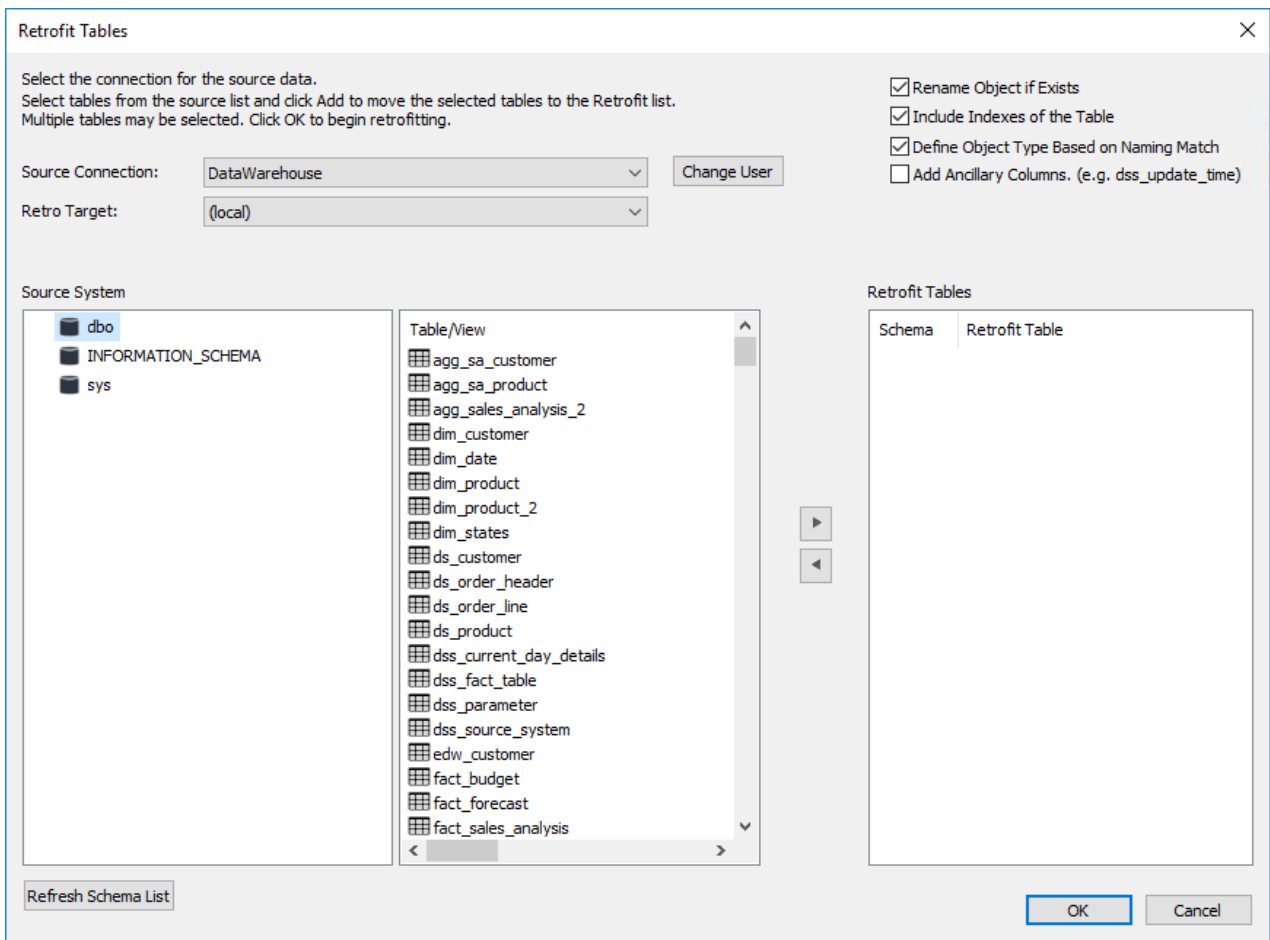 Retrofit Tables
Select the connection for the source data.
Select tables from the source list and click Add to move the selected tables to the Retrofit list.
Multiple tables may be selected. Click OK to begin retrofitting.
Rename Object if Exists
Include Indexes of the Table
Define Object Type Based on Naming Match
Add Ancillary Columns. (e.g. dss_update_time)
Source Connection:
DataWarehouse
Change User
Retro Target:
(local)
Source System
dbo
INFORMATION_SCHEMA
sys
Table/View
agg_sa_customer
agg_sa_product
agg_sales_analysis_2
dim_customer
dim_date
dim_product
dim_product_2
dim_states
ds_customer
ds_order_header
ds_order_line
ds_product
dss_current_day_details
dss_fact_table
dss_parameter
dss_source_system
edw_customer
fact_budget
fact_forecast
fact_sales_analysis
Retrofit Tables
Schema Retrofit Table
Refresh Schema List
OK
Cancel